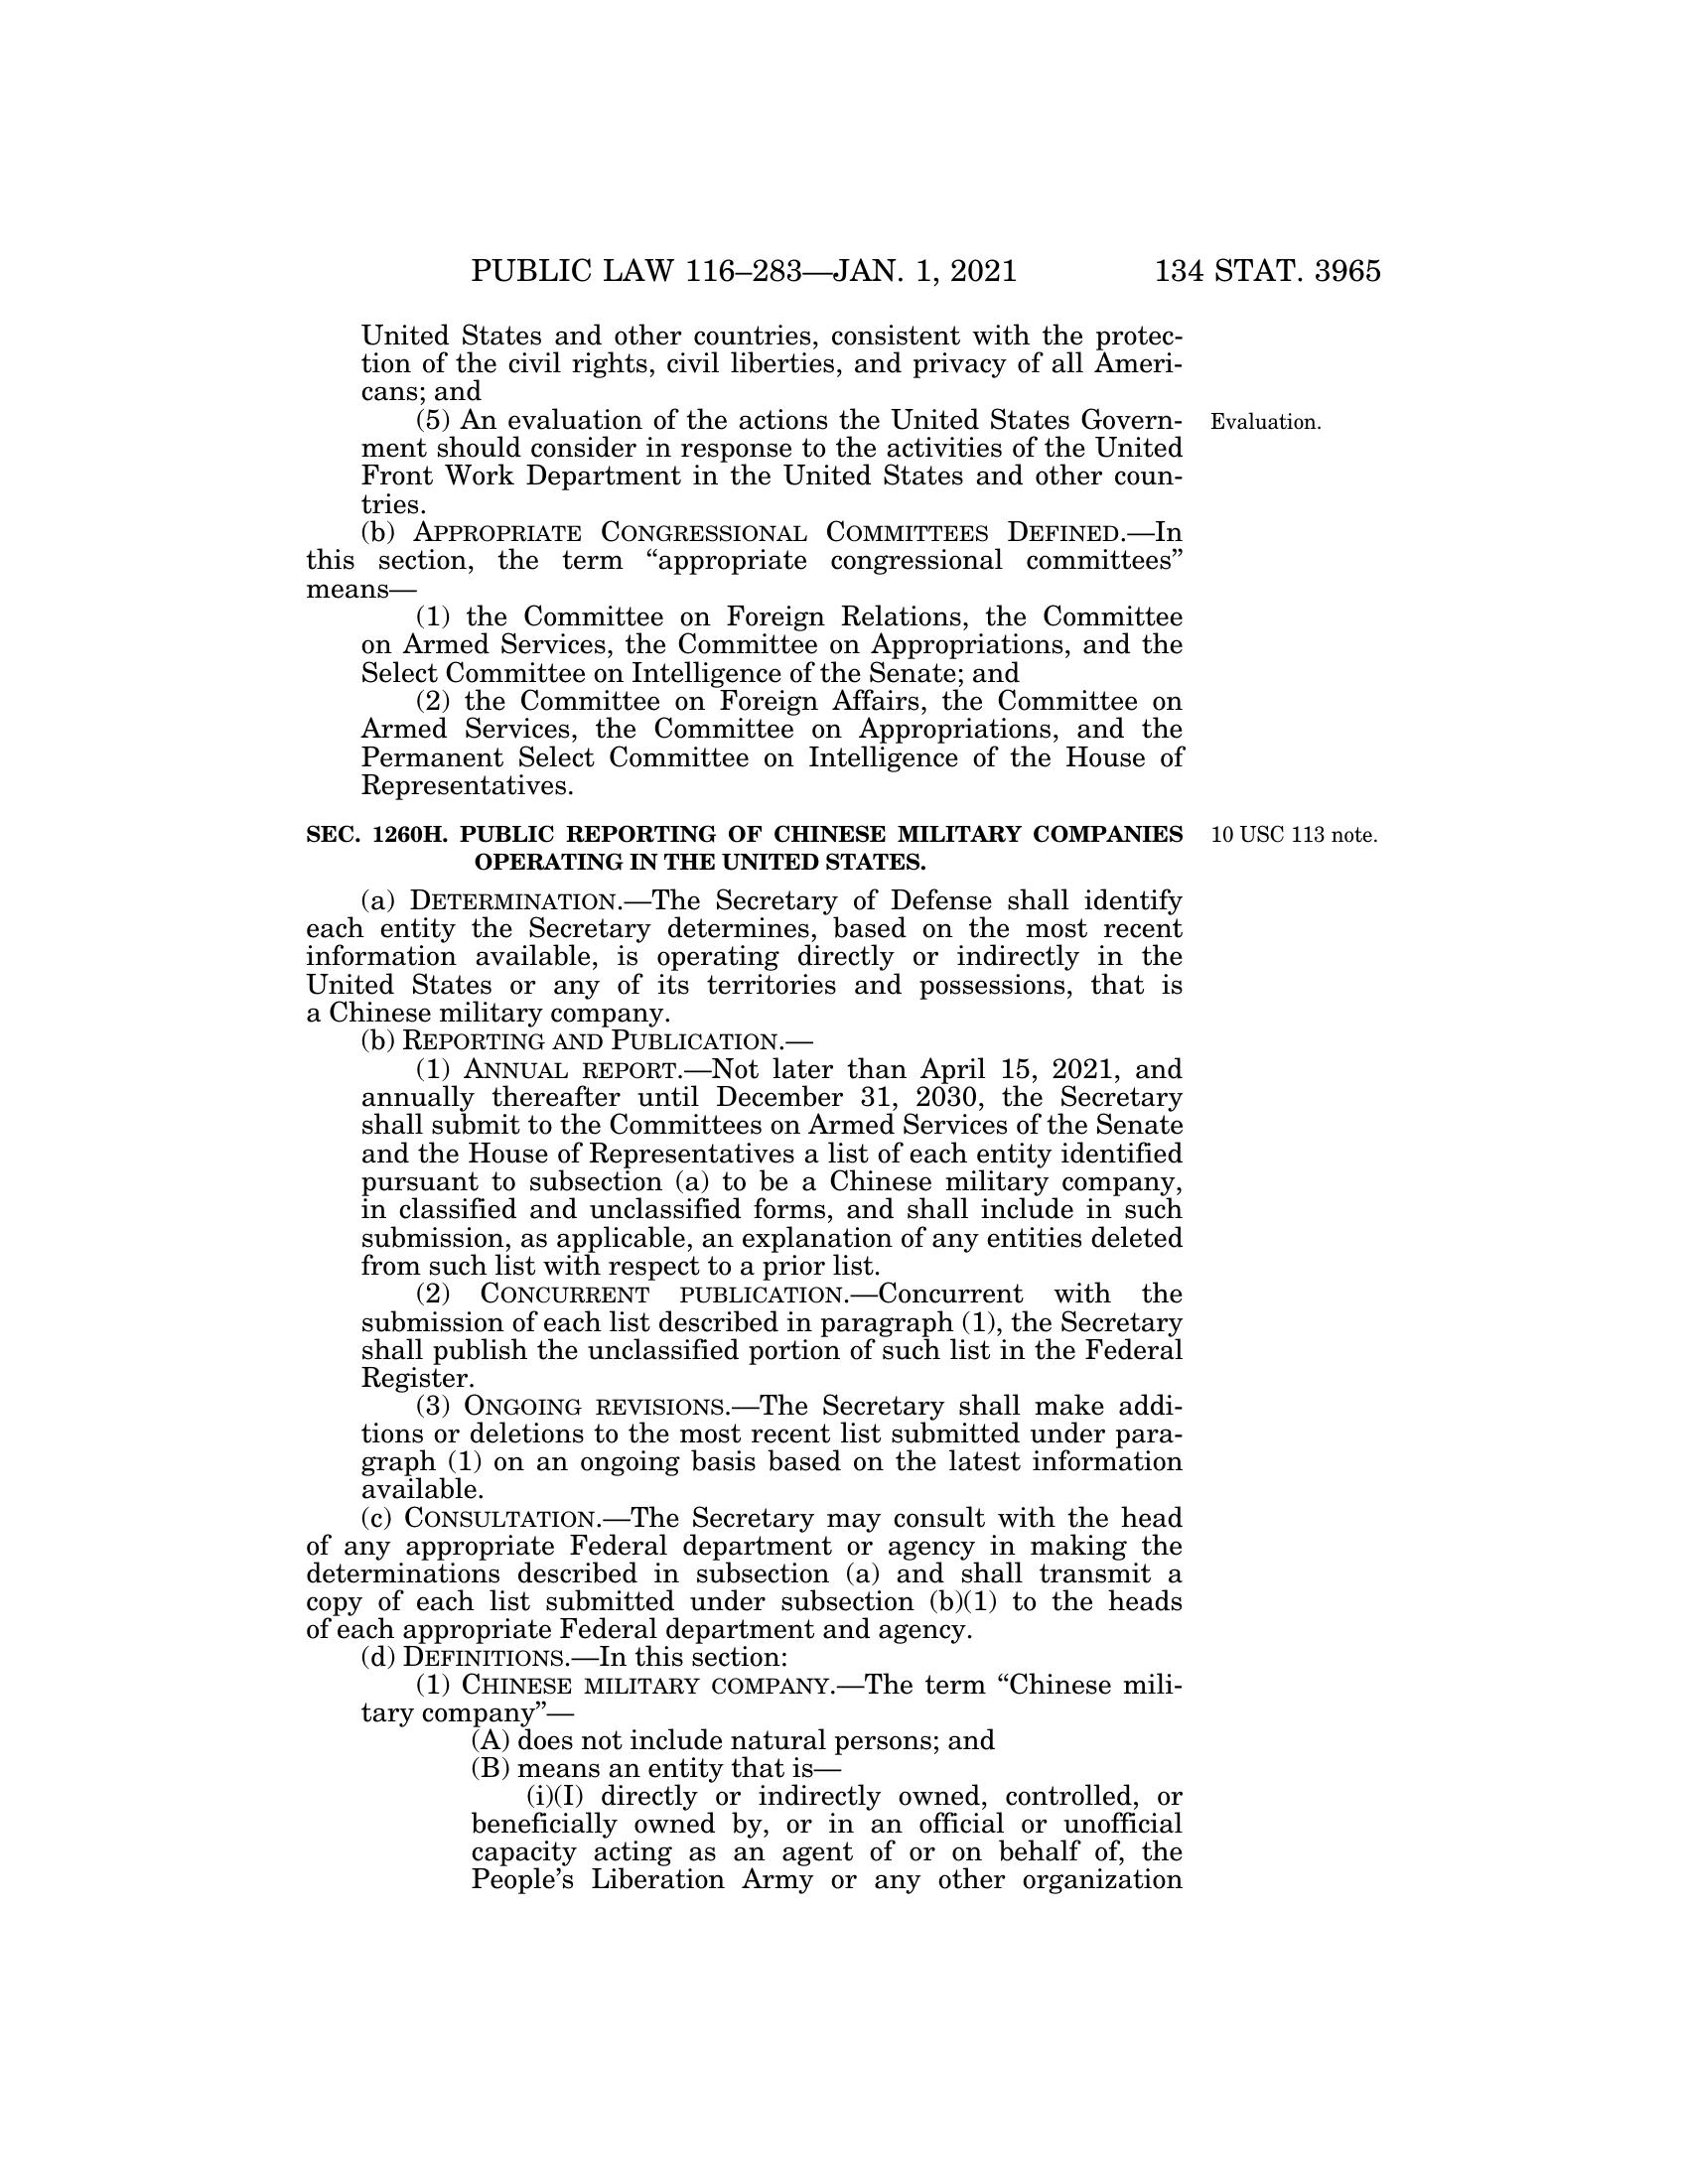 PUBLIC LAW 116–283—JAN. 1, 2021 134 STAT. 3965
United States and other countries, consistent with the protec-
tion of the civil rights, civil liberties, and privacy of all Ameri-
cans; and
(5) An evaluation of the actions the United States Govern- Evaluation.
ment should consider in response to the activities of the United
Front Work Department in the United States and other coun-
tries.
(b) APPROPRIATE CONGRESSIONAL COMMITTEES DEFINED.—In
this section, the term “appropriate congressional committees”
means—
(1) the Committee on Foreign Relations, the Committee
on Armed Services, the Committee on Appropriations, and the
Select Committee on Intelligence of the Senate; and
(2) the Committee on Foreign Affairs, the Committee on
Armed Services, the Committee on Appropriations, and the
Permanent Select Committee on Intelligence of the House of
Representatives.
SEC. 1260H. PUBLIC REPORTING OF CHINESE MILITARY COMPANIES 10 USC 113 note.
OPERATING IN THE UNITED STATES.
(a) DETERMINATION.—The Secretary of Defense shall identify
each entity the Secretary determines, based on the most recent
information available, is operating directly or indirectly in the
United States or any of its territories and possessions, that is
a Chinese military company.
(b) REPORTING AND PUBLICATION.—
(1) ANNUAL REPORT.—Not later than April 15, 2021, and
annually thereafter until December 31, 2030, the Secretary
shall submit to the Committees on Armed Services of the Senate
and the House of Representatives a list of each entity identified
pursuant to subsection (a) to be a Chinese military company,
in classified and unclassified forms, and shall include in such
submission, as applicable, an explanation of any entities deleted
from such list with respect to a prior list.
(2) CONCURRENT PUBLICATION.—Concurrent with the
submission of each list described in paragraph (1), the Secretary
shall publish the unclassified portion of such list in the Federal
Register.
(3) ONGOING REVISIONS.—The Secretary shall make addi-
tions or deletions to the most recent list submitted under para-
graph (1) on an ongoing basis based on the latest information
available.
(c) CONSULTATION.—The Secretary may consult with the head
of any appropriate Federal department or agency in making the
determinations described in subsection (a) and shall transmit a
copy of each list submitted under subsection (b)(1) to the heads
of each appropriate Federal department and agency.
(d) DEFINITIONS.—In this section:
(1) CHINESE MILITARY COMPANY.—The term “Chinese mili-
tary company”—
(A) does not include natural persons; and
(B) means an entity that is—
(i)(I) directly or indirectly owned, controlled, or
beneficially owned by, or in an official or unofficial
capacity acting as an agent of or on behalf of, the
People’s Liberation Army or any other organization